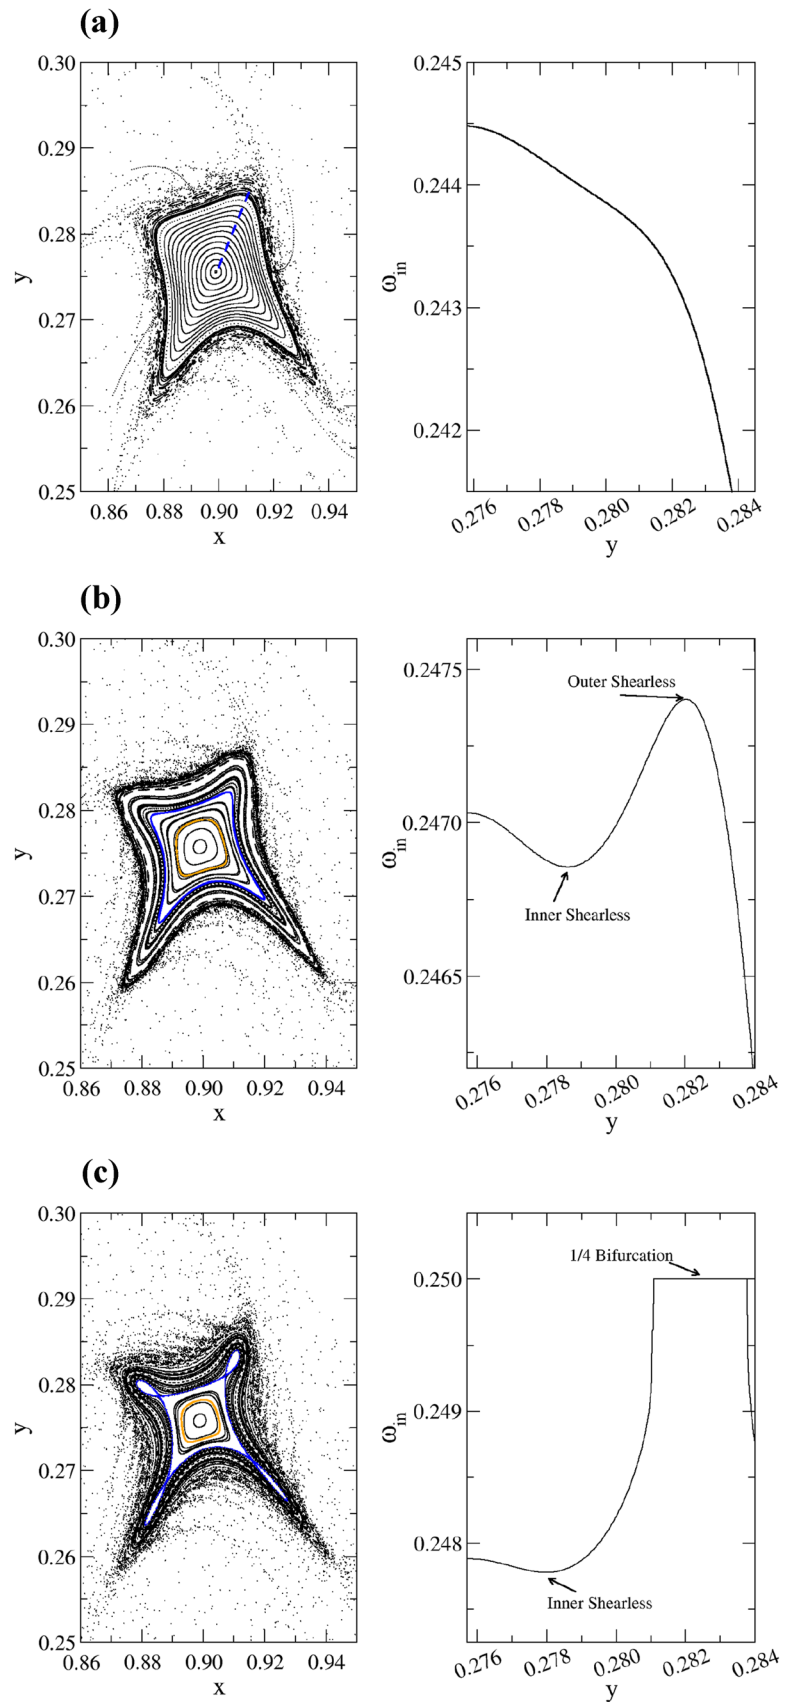 (a)
0.30
0.29
0.28
0.27
0.26
0.25
y
0.86 0.88 0.90 0.92 0.94
x
0.245
0.244
0.243
0.242
ω_in
0.276 0.278 0.280 0.282 0.284
y
(b)
0.30
0.29
0.28
0.27
0.26
0.25
y
0.86 0.88 0.90 0.92 0.94
x
0.2475
0.2470
0.2465
ω_in
Outer Shearless
Inner Shearless
0.276 0.278 0.280 0.282 0.284
y
(c)
0.30
0.29
0.28
0.27
0.26
0.25
y
0.86 0.88 0.90 0.92 0.94
x
0.250
0.249
0.248
ω_in
1/4 Bifurcation
Inner Shearless
0.276 0.278 0.280 0.282 0.284
y